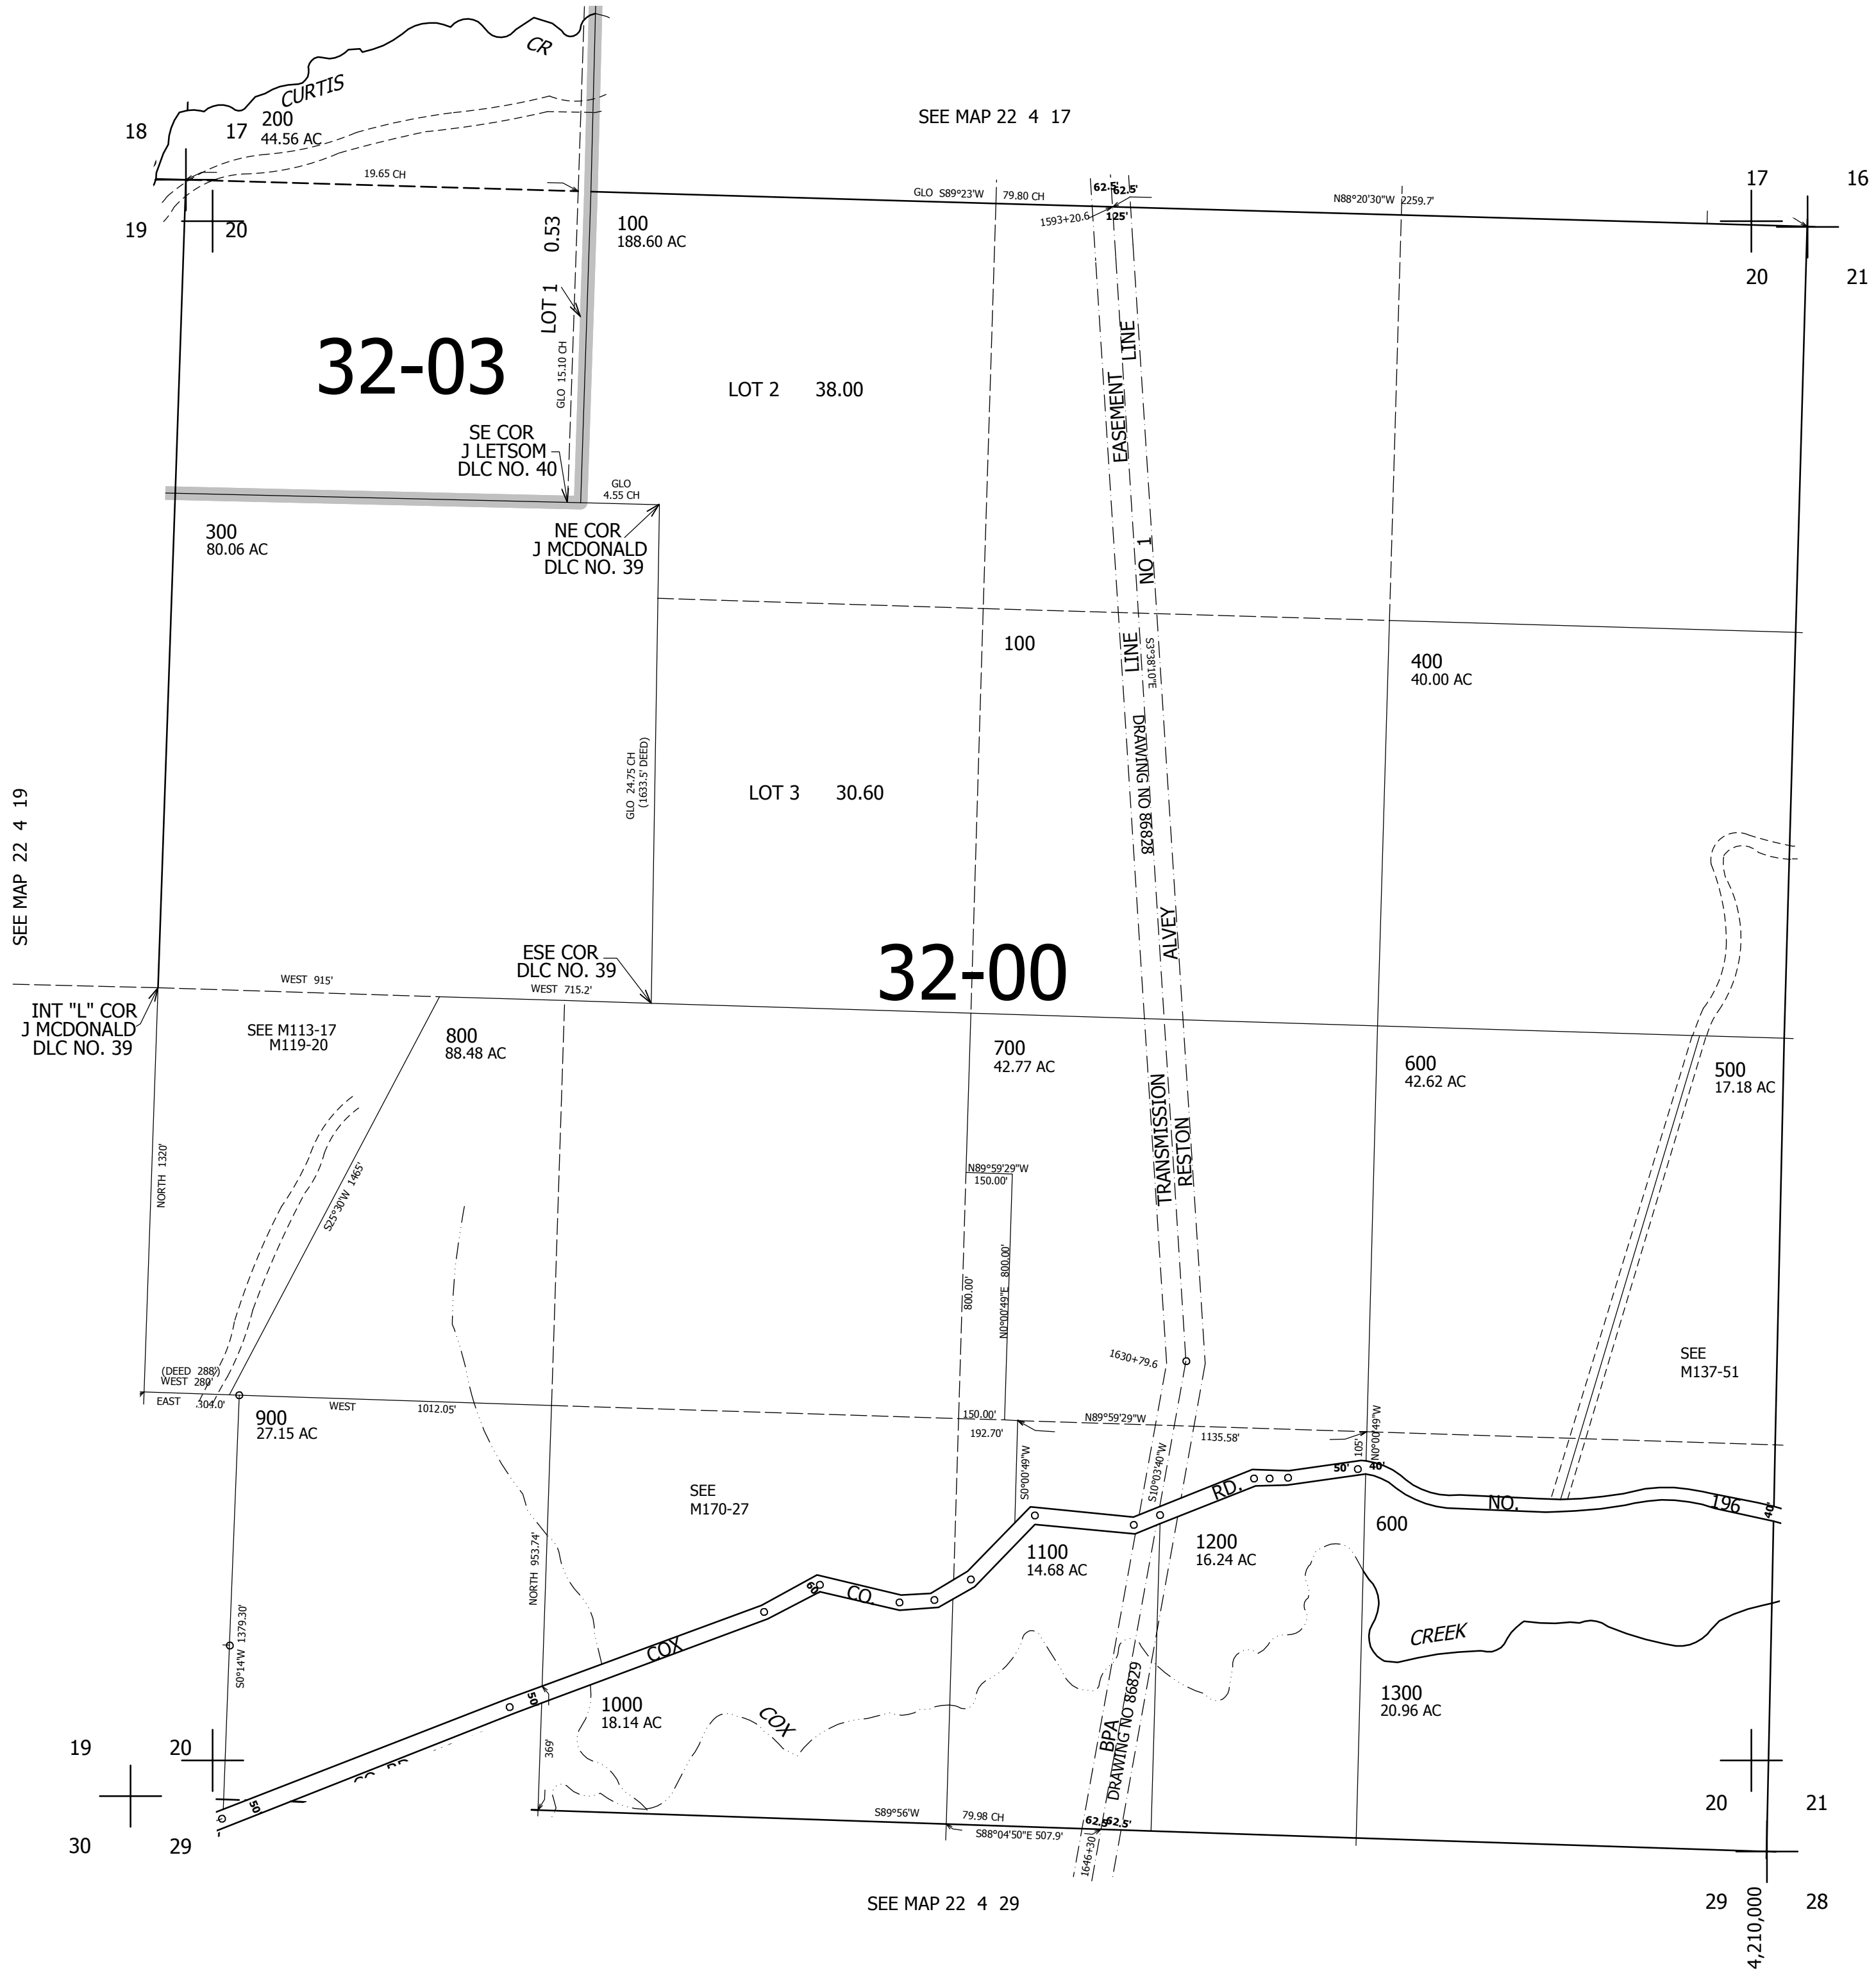 CURTIS
CR
18
17
200
44.56 AC
SEE MAP 22 4 17
17
16
19.65 CH
GLO S89°23'W
79.80 CH
62.5'
62.5'
1593+20.6
125'
N88°20'30"W 2259.7'
19
20
0.53
100
188.60 AC
20
21
LOT 1
32-03
GLO 15.10 CH
LOT 2 38.00
EASEMENT LINE
SE COR
J LETSOM
DLC NO. 40
GLO
4.55 CH
300
80.06 AC
NE COR
J MCDONALD
DLC NO. 39
LINE NO 1
100
S3°38'10"E
400
40.00 AC
GLO 24.75 CH
(1633.5' DEED)
DRAWING NO 86828
LOT 3 30.60
SEE MAP 22 4 19
ALVEY
ESE COR
DLC NO. 39
32-00
WEST 915'
WEST 715.2'
INT "L" COR
J MCDONALD
DLC NO. 39
SEE M113-17
M119-20
800
88.48 AC
700
42.77 AC
600
42.62 AC
500
17.18 AC
TRANSMISSION
RESTON
NORTH 1320'
S25°30'W 1465'
N89°59'29"W
150.00'
800.00'
N0°00'49"E 800.00'
1630+79.6
SEE
M137-51
(DEED 288')
WEST 280'
EAST 304.0'
WEST 1012.05'
900
27.15 AC
150.00'
192.70'
N89°59'29"W
1135.58'
105'
N0°00'49"W
S0°00'49"W
S10°03'40"W
50'
40'
SEE
M170-27
RD.
NO.
196
40'
600
NORTH 953.74'
1100
14.68 AC
1200
16.24 AC
60'
CO.
COX
S0°14'W 1379.30'
CREEK
50'
1000
18.14 AC
COX
BPA
DRAWING NO 86829
1300
20.96 AC
19
20
369'
50'
S89°56'W
79.98 CH
S88°04'50"E 507.9'
62.5'
62.5'
1646+30
20
21
30
29
SEE MAP 22 4 29
29
28
4,210,000